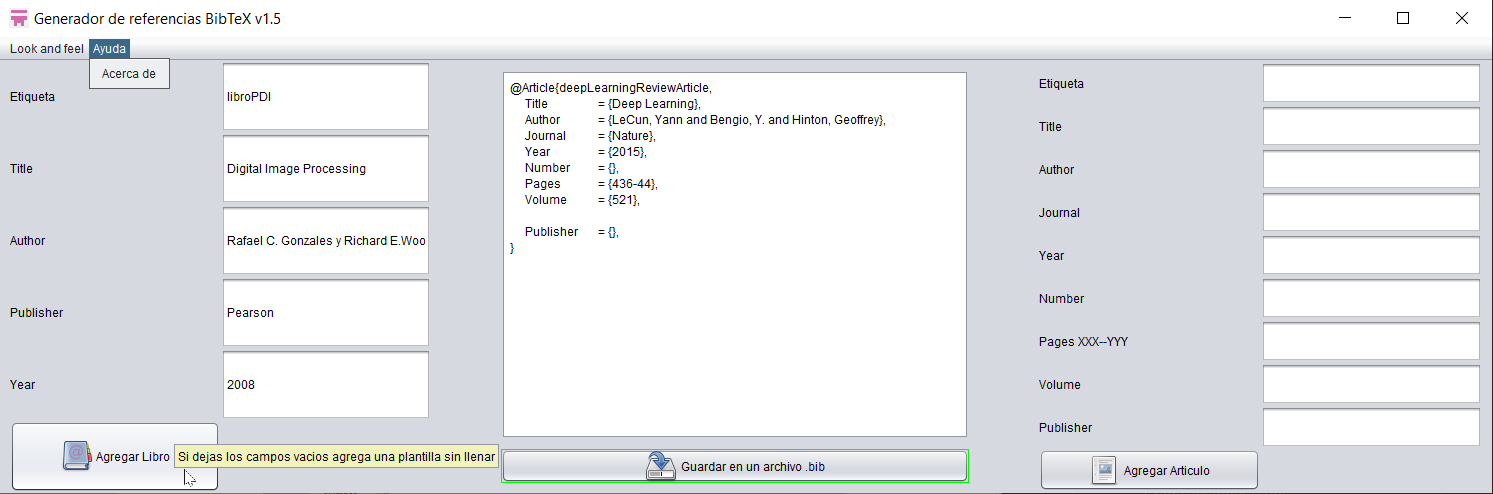 Generador de referencias BibTeX v1.5
Look and feel Ayuda
Acerca de
Etiqueta libroPDI
Title Digital Image Processing
Author Rafael C. Gonzales y Richard E.Woo
Publisher Pearson
Year 2008
Agregar Libro
Si dejas los campos vacios agrega una plantilla sin llenar
@Article{deepLearningReviewArticle,
Title = {Deep Learning},
Author = {LeCun, Yann and Bengio, Y. and Hinton, Geoffrey},
Journal = {Nature},
Year = {2015},
Number = {},
Pages = {436-44},
Volume = {521},
Publisher = {},
}
Guardar en un archivo .bib
Etiqueta
Title
Author
Journal
Year
Number
Pages XXX--YYY
Volume
Publisher
Agregar Articulo